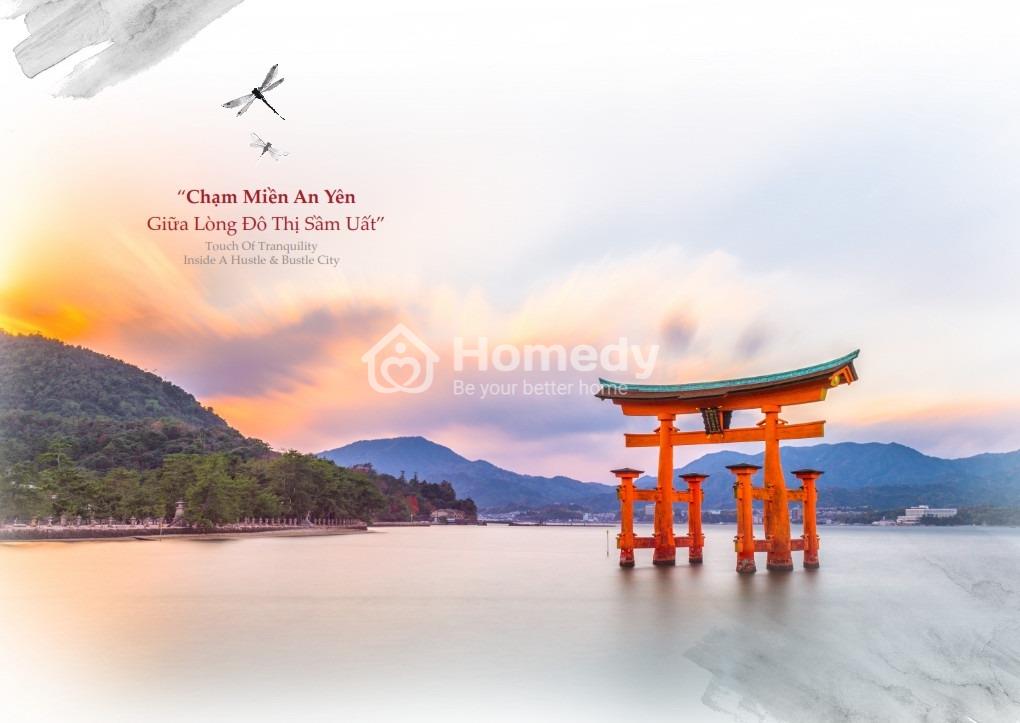 “Chạm Miền An Yên
Giữa Lòng Đô Thị Sầm Uất”
Touch Of Tranquility
Inside A Hustle & Bustle City
Homedy
Be your better home